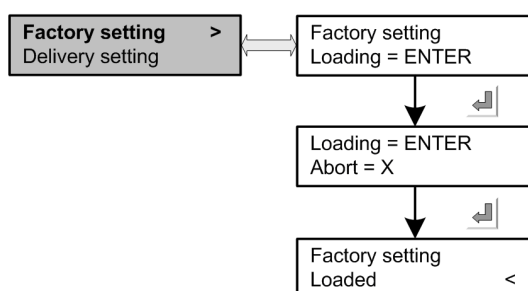 Factory setting >
Delivery setting
Factory setting
Loading = ENTER
Loading = ENTER
Abort = X
Factory setting
Loaded <